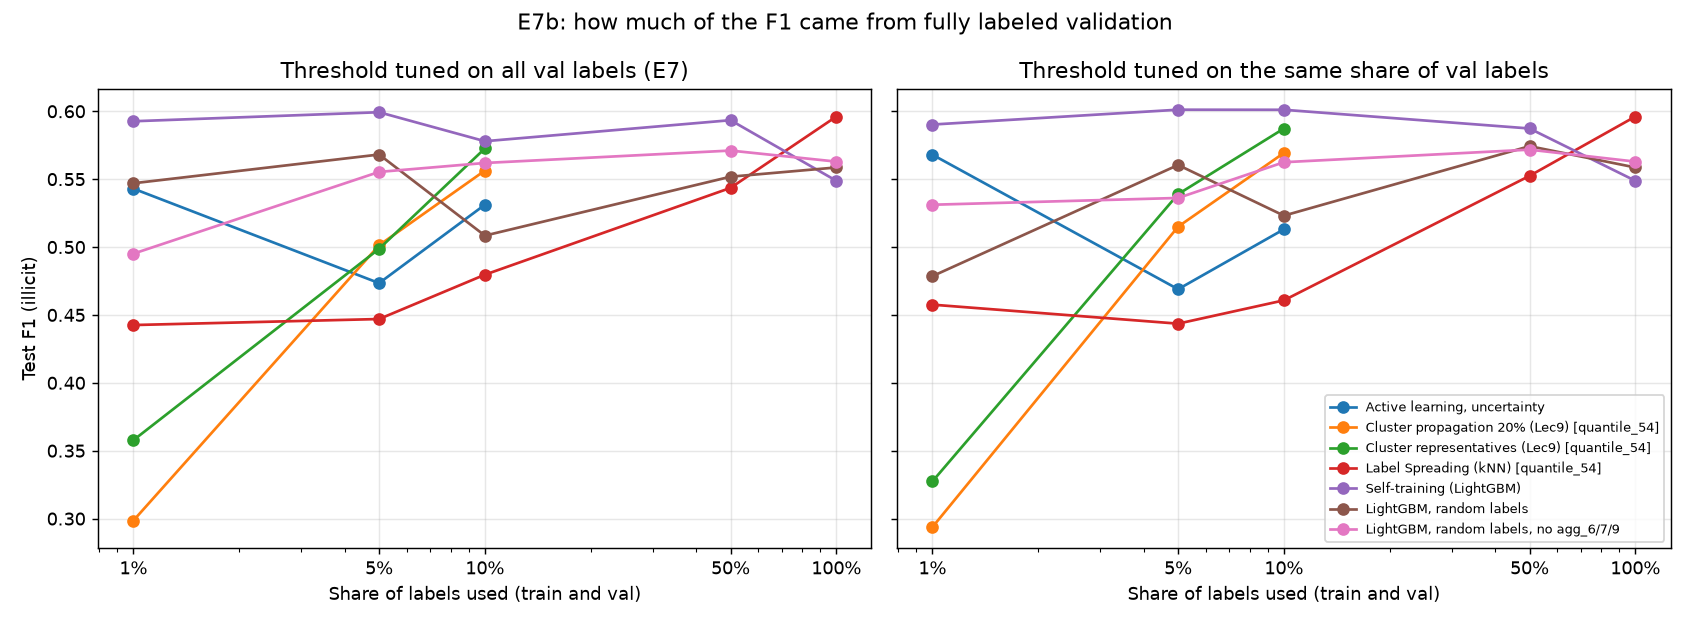 E7b: how much of the F1 came from fully labeled validation
Threshold tuned on all val labels (E7)
Test F1 (illicit)
0.60
0.55
0.50
0.45
0.40
0.35
0.30
1%
5%
10%
50%
100%
Share of labels used (train and val)
Threshold tuned on the same share of val labels
Active learning, uncertainty
Cluster propagation 20% (Lec9) [quantile_54]
Cluster representatives (Lec9) [quantile_54]
Label Spreading (kNN) [quantile_54]
Self-training (LightGBM)
LightGBM, random labels
LightGBM, random labels, no agg_6/7/9
1%
5%
10%
50%
100%
Share of labels used (train and val)